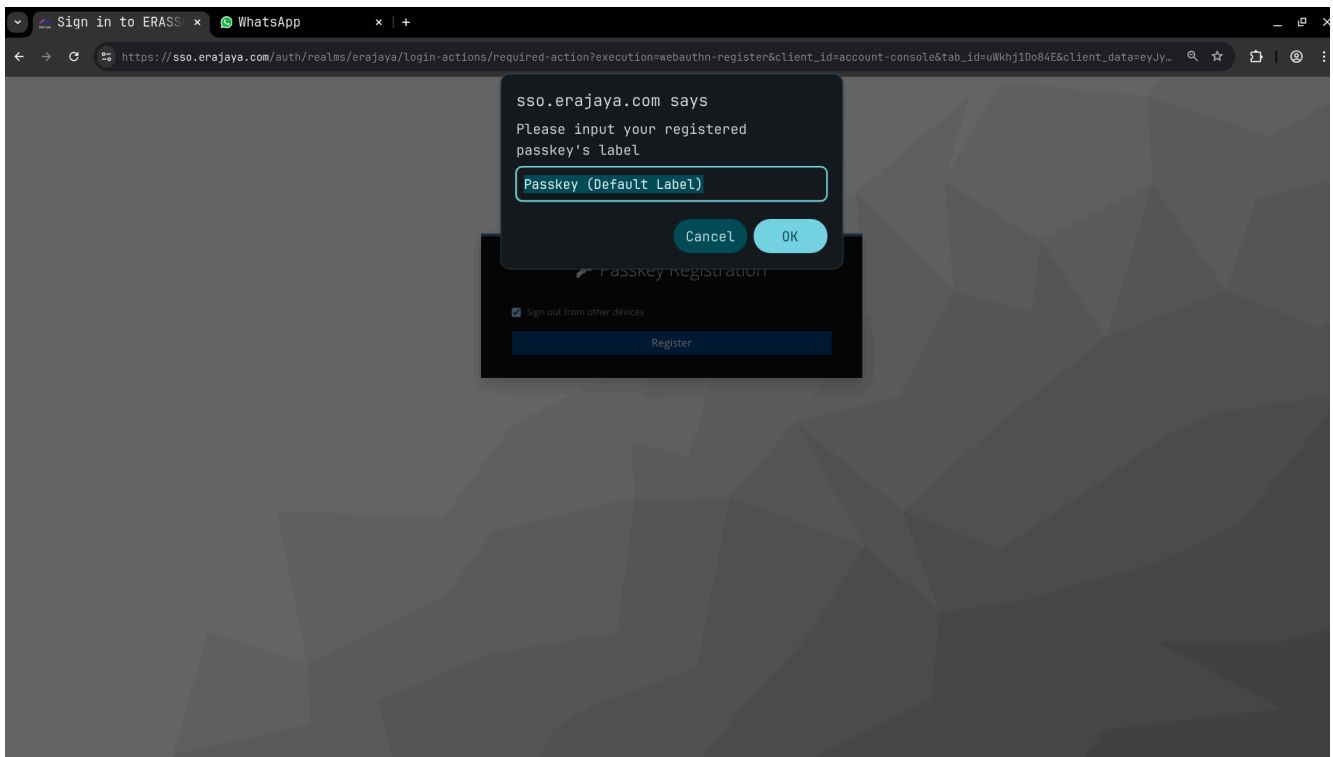 Sign in to ERASS
WhatsApp
https://sso.erajaya.com/auth/realms/erajaya/login-actions/required-action?execution=webauthn-register&client_id=account-console&tab_id=uWkhj1Do84E&client_data=eyJy…
sso.erajaya.com says
Please input your registered
passkey's label
Passkey (Default Label)
Cancel OK
Passkey Registration
Sign out from other devices
Register